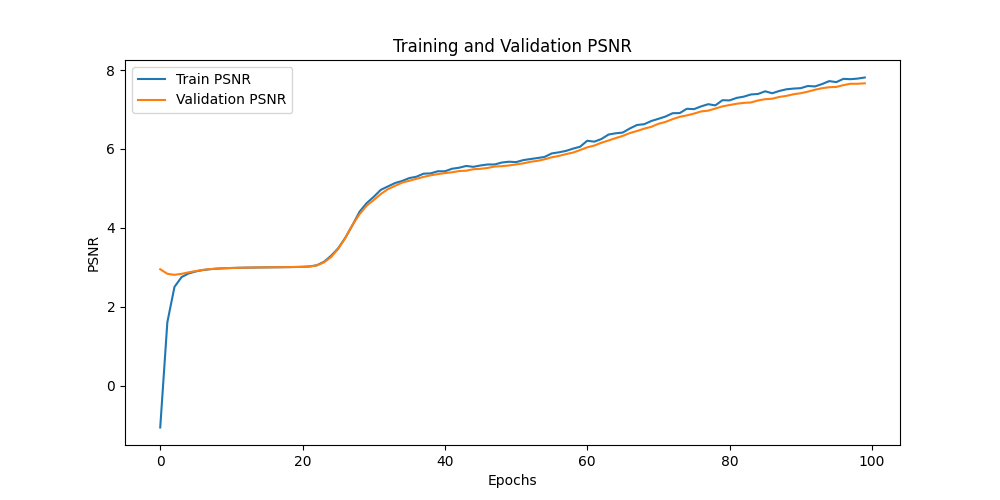 Training and Validation PSNR
Train PSNR
Validation PSNR
8
6
4
2
0
PSNR
0 20 40 60 80 100
Epochs